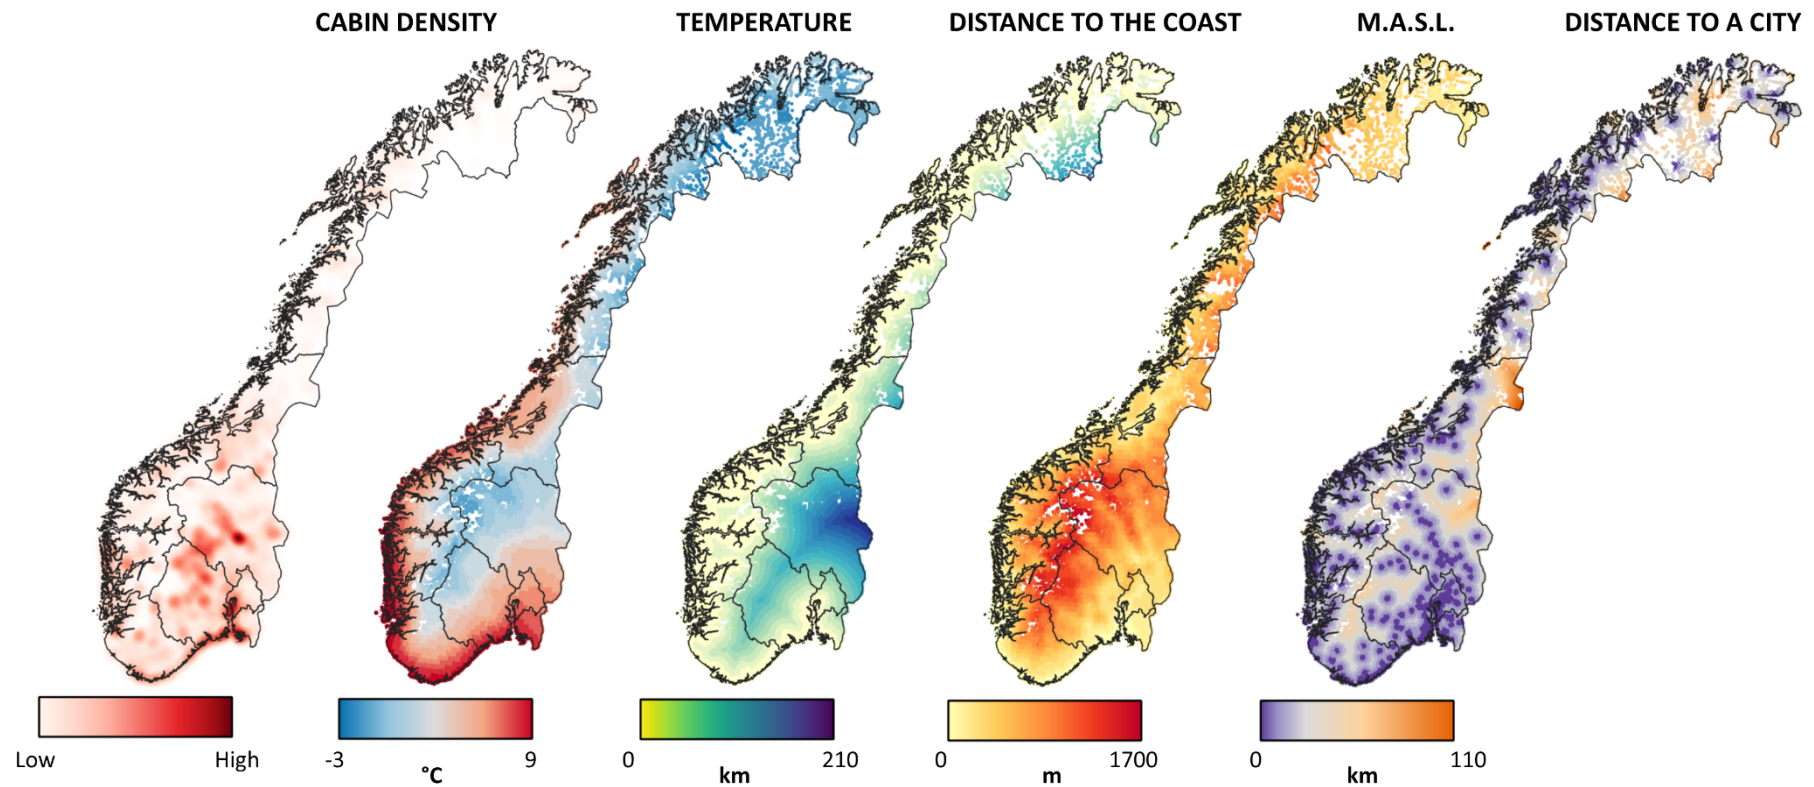 CABIN DENSITY
TEMPERATURE
DISTANCE TO THE COAST
M.A.S.L.
DISTANCE TO A CITY
Low High
-3 9
°C
0 210
km
0 1700
m
0 110
km